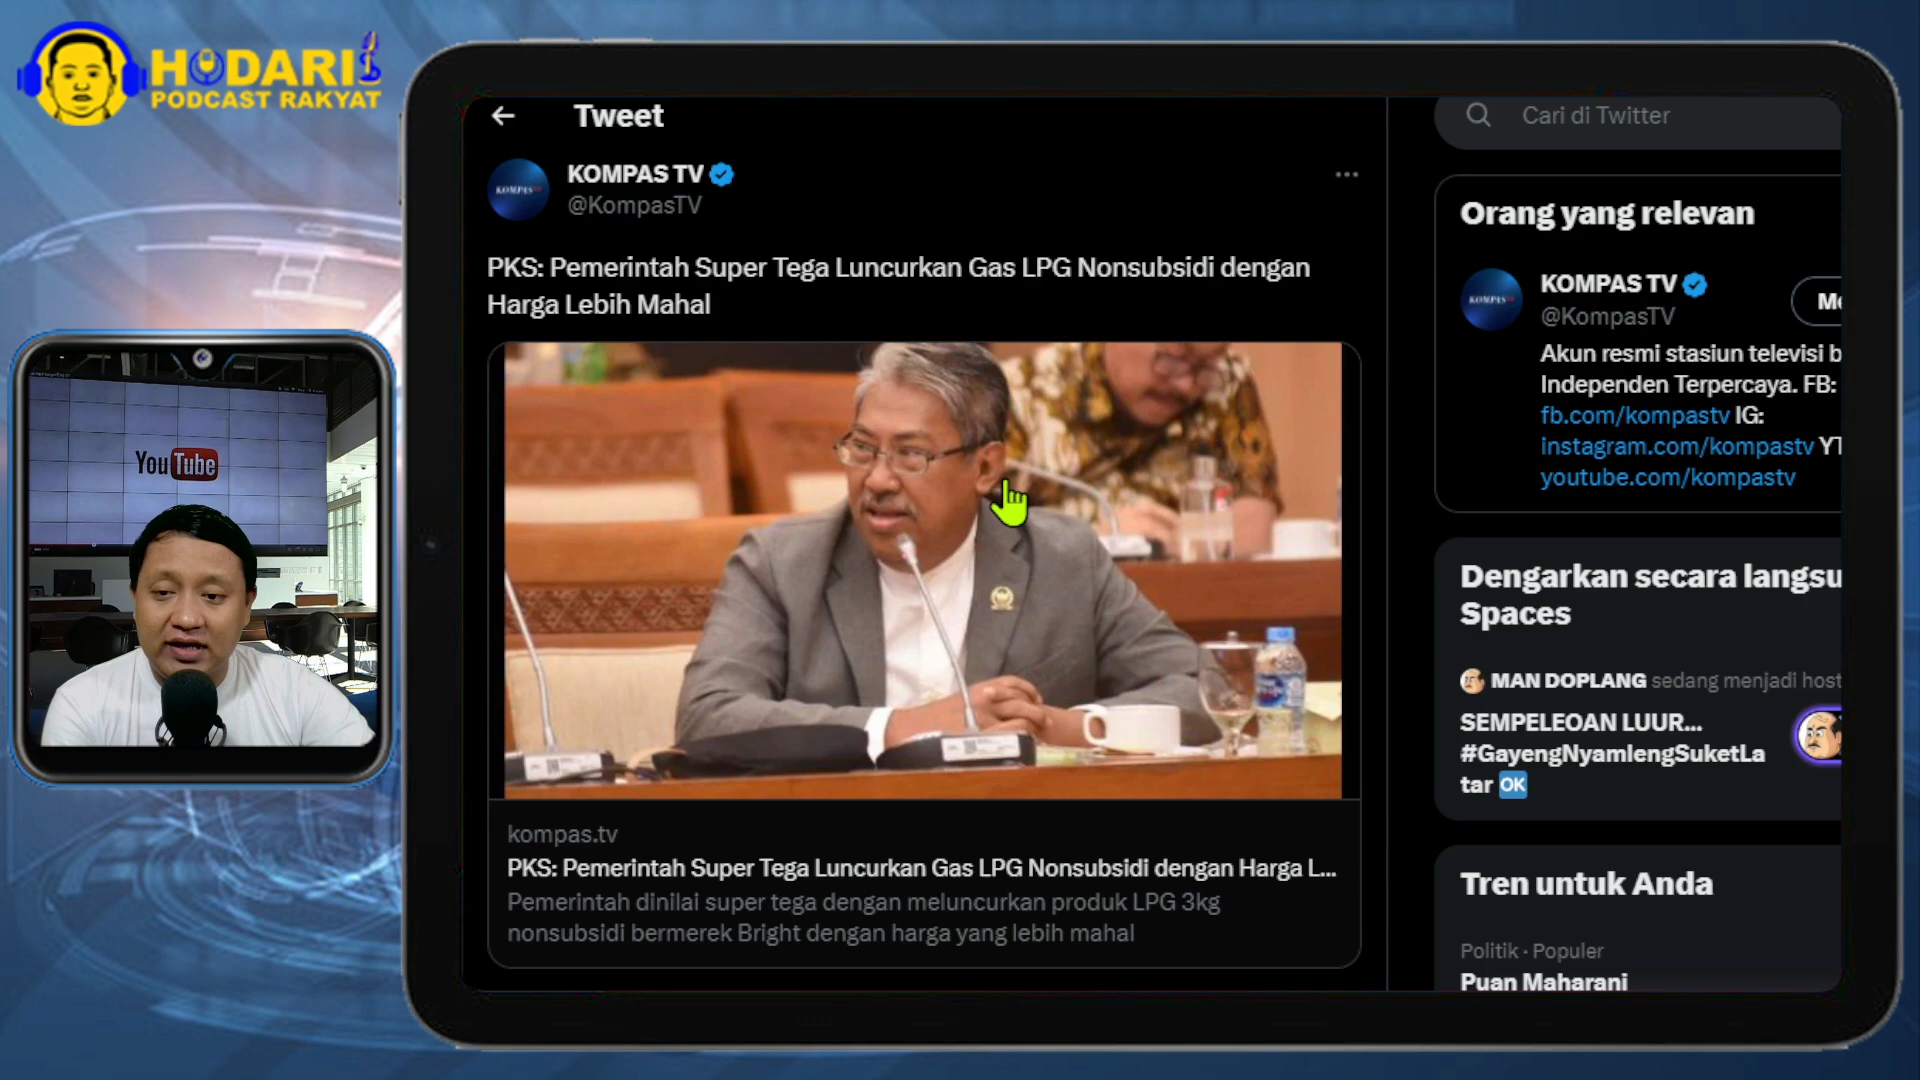 HODARI
PODCAST RAKYAT
YouTube
Tweet
KOMPAS TV
@KompasTV
PKS: Pemerintah Super Tega Luncurkan Gas LPG Nonsubsidi dengan
Harga Lebih Mahal
kompas.tv
PKS: Pemerintah Super Tega Luncurkan Gas LPG Nonsubsidi dengan Harga L...
Pemerintah dinilai super tega dengan meluncurkan produk LPG 3kg
nonsubsidi bermerek Bright dengan harga yang lebih mahal
Cari di Twitter
Orang yang relevan
KOMPAS TV
@KompasTV
Akun resmi stasiun televisi b
Independen Terpercaya. FB:
fb.com/kompastv IG:
instagram.com/kompastv YT
youtube.com/kompastv
Dengarkan secara langsu
Spaces
MAN DOPLANG sedang menjadi host
SEMPELEOAN LUUR...
#GayengNyamlengSuketLa
tar OK
Tren untuk Anda
Politik · Populer
Puan Maharani